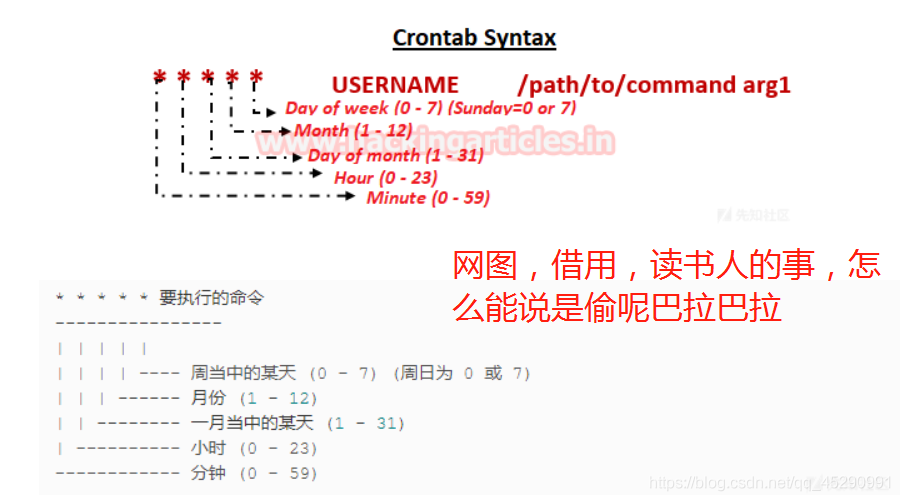 Crontab Syntax
* * * * * USERNAME /path/to/command arg1
Day of week (0 - 7) (Sunday=0 or 7)
Month (1 - 12)
www.hackingarticles.in
Day of month (1 - 31)
Hour (0 - 23)
Minute (0 - 59)
先知社区
网图，借用，读书人的事，怎
么能说是偷呢巴拉巴拉
* * * * * 要执行的命令
----------------
| | | | |
| | | | ---- 周当中的某天 (0 - 7) (周日为 0 或 7)
| | | ------ 月份 (1 - 12)
| | -------- 一月当中的某天 (1 - 31)
| ---------- 小时 (0 - 23)
------------ 分钟 (0 - 59)
https://blog.csdn.net/qq_45290991